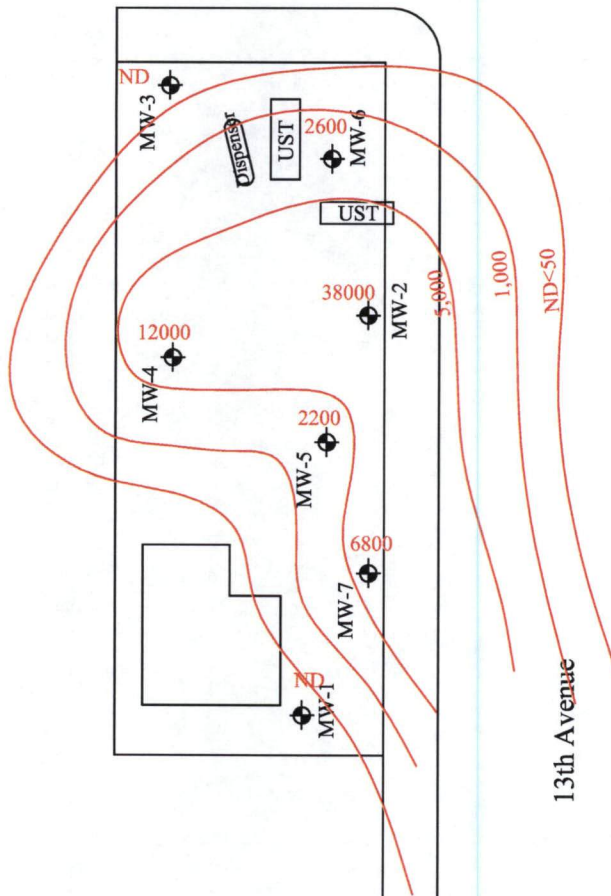 ND
MW-3
Dispenser
UST
2600
MW-6
UST
38000
MW-2
5,000
1,000
ND<50
12000
MW-4
2200
MW-5
6800
MW-7
ND
MW-1
13th Avenue